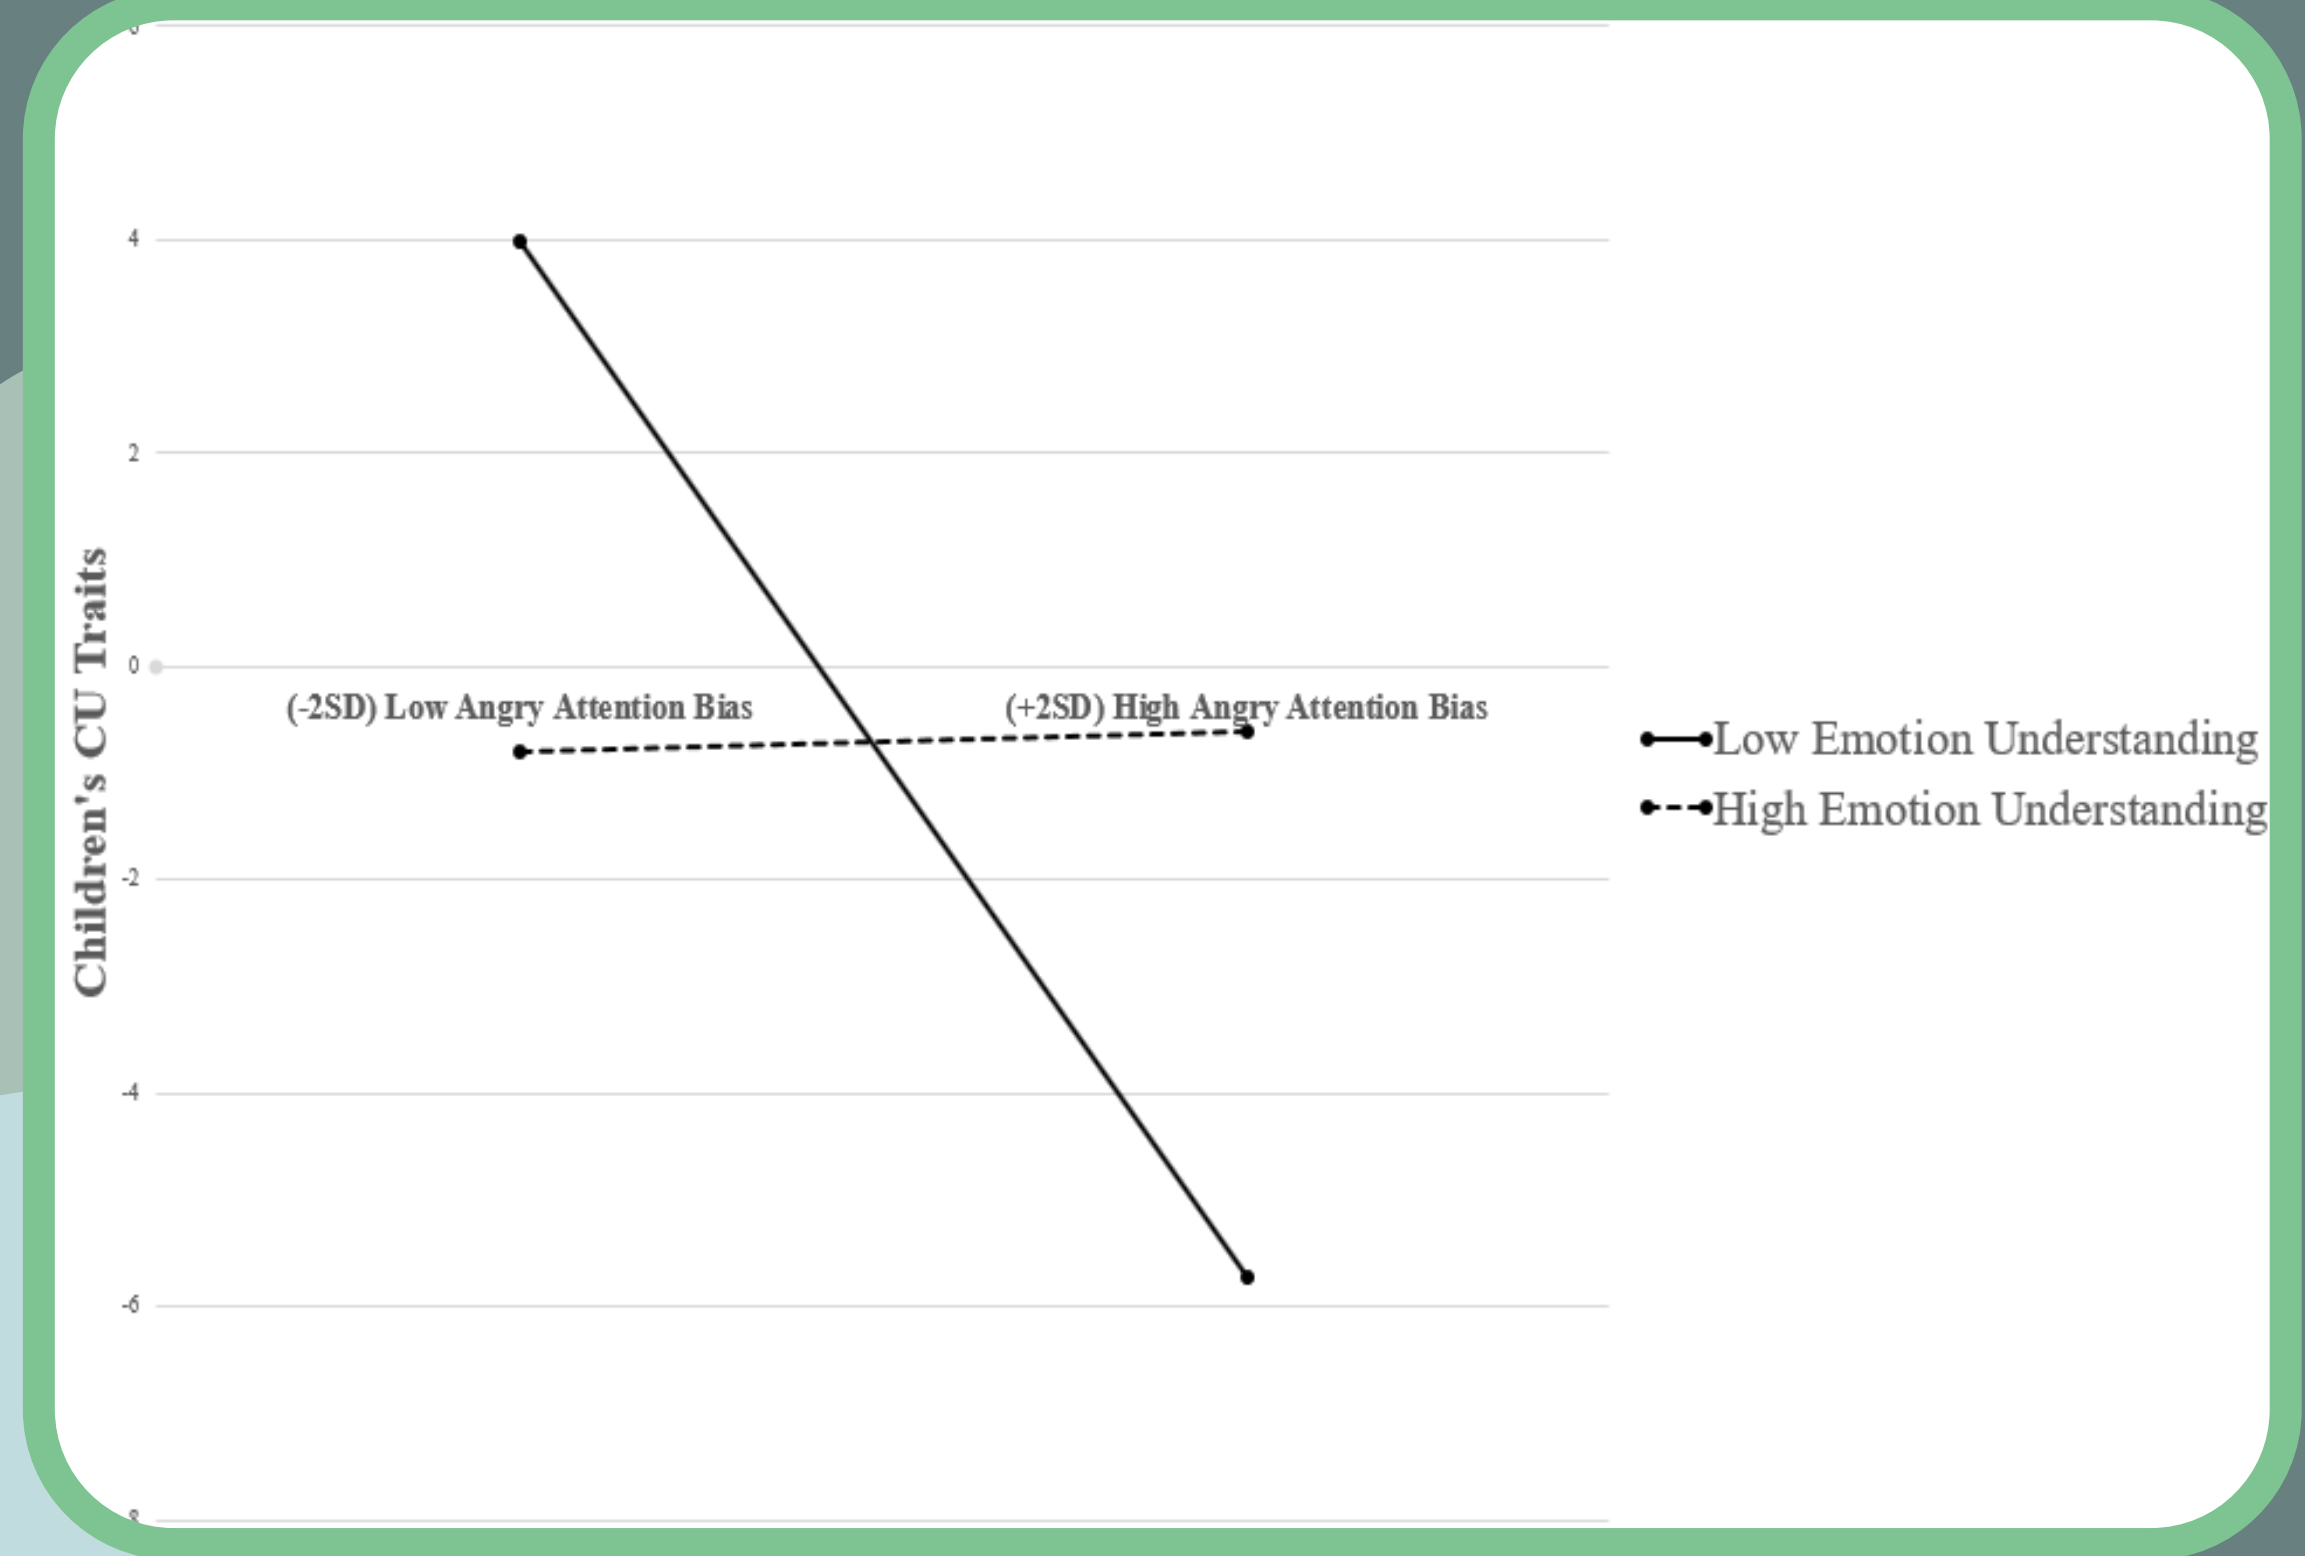 4
2
0
-2
-4
-6
Children's CU Traits
(-2SD) Low Angry Attention Bias
(+2SD) High Angry Attention Bias
Low Emotion Understanding
High Emotion Understanding